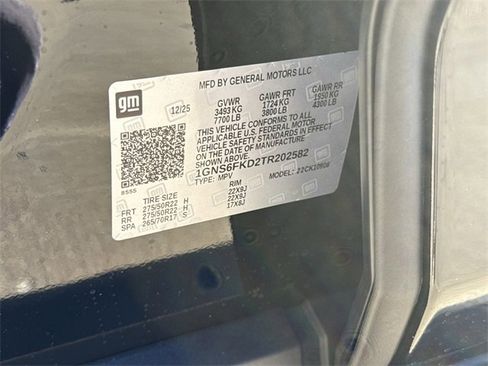 gm
MFD BY GENERAL MOTORS LLC
12/25
GVWR GAWR FRT GAWR RR
3493 KG 1724 KG 1950 KG
7700 LB 3800 LB 4300 LB
THIS VEHICLE CONFORMS TO ALL
APPLICABLE U.S. FEDERAL MOTOR
VEHICLE SAFETY STANDARDS IN EFFECT
ON THE DATE OF MANUFACTURE
SHOWN ABOVE.
1GNS6FKD2TR202582
TYPE: MPV MODEL:
TIRE SIZE RIM
FRT 275/50R22 H 22X9J
RR 275/50R22 H 22X9J
SPA 265/70R17 S 17X8J